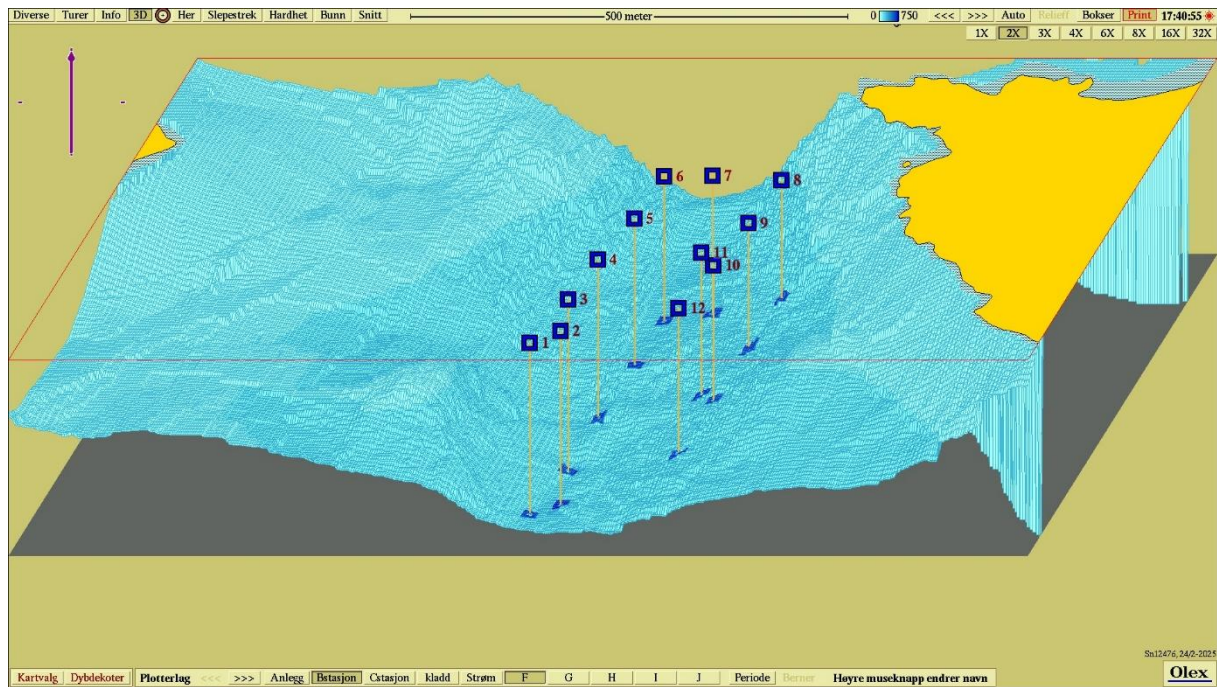 Diverse Turer Info 3D Her Slepestrek Hardhet Bunn Snitt 500 meter 0 750 <<< >>> Auto Relieff Bokser Print 17:40:55
1X 2X 3X 4X 6X 8X 16X 32X
6 7 8
5 9
4 11
10
3 12
2
1
Sn12476, 24/2-2025
Olex
Kartvalg Dybdekoter Plotterlag <<< >>> Anlegg Bstasjon Cstasjon kladd Strøm F G H I J Periode Berner Høyre museknapp endrer navn